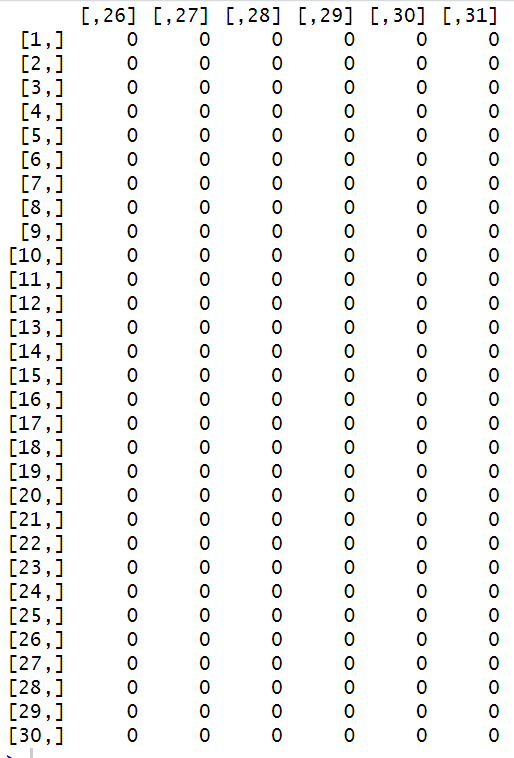 [,26] [,27] [,28] [,29] [,30] [,31]
[1,] 0 0 0 0 0 0
[2,] 0 0 0 0 0 0
[3,] 0 0 0 0 0 0
[4,] 0 0 0 0 0 0
[5,] 0 0 0 0 0 0
[6,] 0 0 0 0 0 0
[7,] 0 0 0 0 0 0
[8,] 0 0 0 0 0 0
[9,] 0 0 0 0 0 0
[10,] 0 0 0 0 0 0
[11,] 0 0 0 0 0 0
[12,] 0 0 0 0 0 0
[13,] 0 0 0 0 0 0
[14,] 0 0 0 0 0 0
[15,] 0 0 0 0 0 0
[16,] 0 0 0 0 0 0
[17,] 0 0 0 0 0 0
[18,] 0 0 0 0 0 0
[19,] 0 0 0 0 0 0
[20,] 0 0 0 0 0 0
[21,] 0 0 0 0 0 0
[22,] 0 0 0 0 0 0
[23,] 0 0 0 0 0 0
[24,] 0 0 0 0 0 0
[25,] 0 0 0 0 0 0
[26,] 0 0 0 0 0 0
[27,] 0 0 0 0 0 0
[28,] 0 0 0 0 0 0
[29,] 0 0 0 0 0 0
[30,] 0 0 0 0 0 0
>